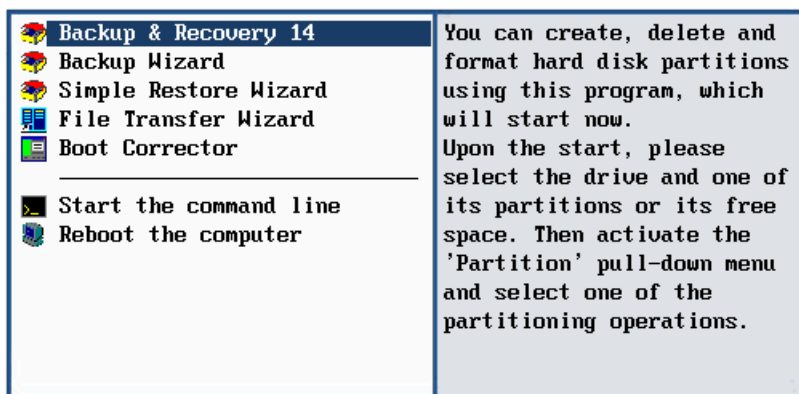 Backup & Recovery 14
Backup Wizard
Simple Restore Wizard
File Transfer Wizard
Boot Corrector
Start the command line
Reboot the computer
You can create, delete and
format hard disk partitions
using this program, which
will start now.
Upon the start, please
select the drive and one of
its partitions or its free
space. Then activate the
'Partition' pull-down menu
and select one of the
partitioning operations.